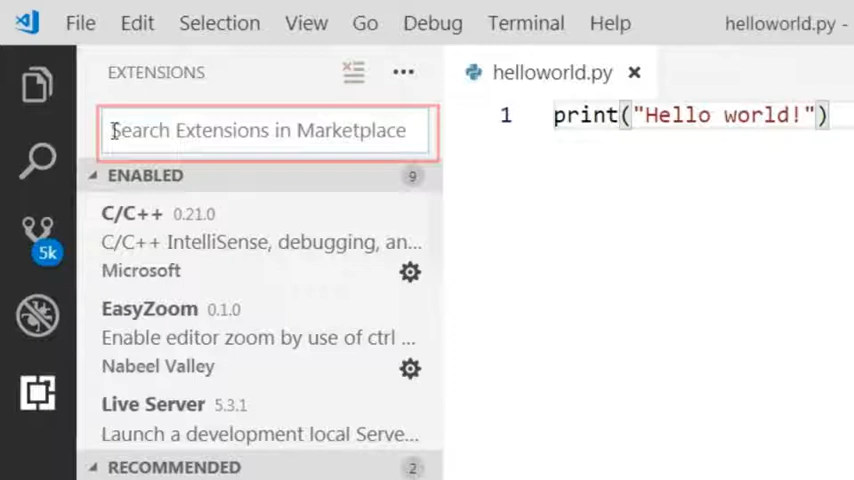 File Edit Selection View Go Debug Terminal Help helloworld.py -
EXTENSIONS
helloworld.py
Search Extensions in Marketplace
1 print("Hello world!")
ENABLED 9
C/C++ 0.21.0
C/C++ IntelliSense, debugging, an...
Microsoft
5k
EasyZoom 0.1.0
Enable editor zoom by use of ctrl ...
Nabeel Valley
Live Server 5.3.1
Launch a development local Serve...
RECOMMENDED 2